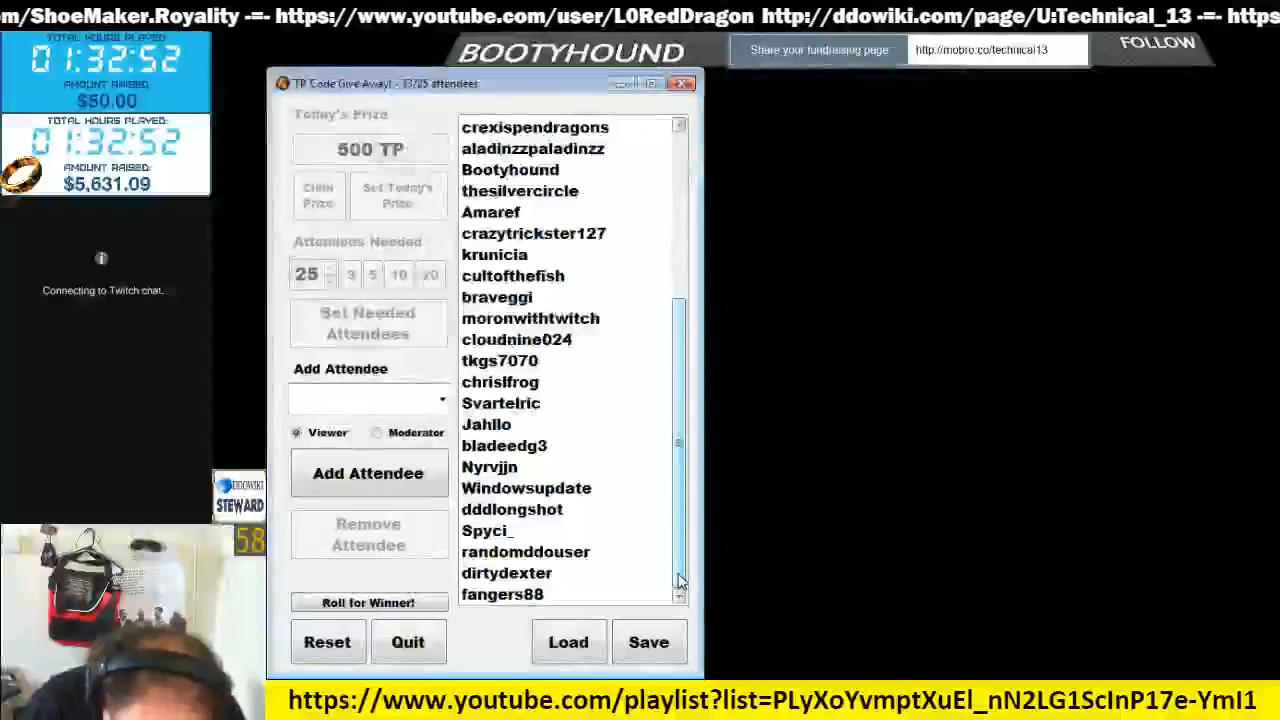 m/ShoeMaker.Royality -=- https://www.youtube.com/user/L0RedDragon http://ddowiki.com/page/U:Technical_13 -=- https
TOTAL HOURS PLAYED:
01:32:52
AMOUNT RAISED:
$50.00
TOTAL HOURS PLAYED:
01:32:52
AMOUNT RAISED:
$5,631.09
BOOTYHOUND
Share your fundraising page:
http://mobro.co/technical13
FOLLOW
Connecting to Twitch chat..
TP Code Give Away! - 33/25 attendees
Today's Prize
500 TP
Claim Prize
Set Today's Prize
Attendees Needed
25 3 5 10 20
Set Needed Attendees
Add Attendee
Viewer
Moderator
Add Attendee
Remove Attendee
Roll for Winner!
Reset
Quit
Load
Save
crexispendragons
aladinzzpaladinzz
Bootyhound
thesilvercircle
Amaref
crazytrickster127
krunicia
cultofthefish
braveggi
moronwithtwitch
cloudnine024
tkgs7070
chrislfrog
Svartelric
Jahllo
bladeedg3
Nyrvjjn
Windowsupdate
dddlongshot
Spyci_
randomddouser
dirtydexter
fangers88
DDOWIKI
STEWARD
58
https://www.youtube.com/playlist?list=PLyXoYvmptXuEl_nN2LG1ScInP17e-YmI1